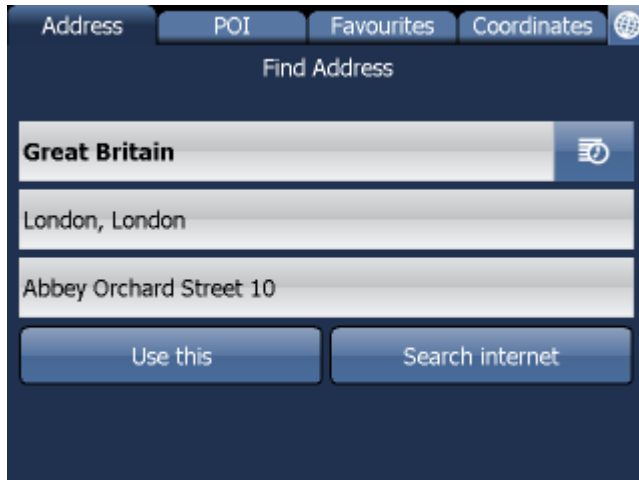 Address POI Favourites Coordinates
Find Address
Great Britain
London, London
Abbey Orchard Street 10
Use this Search internet